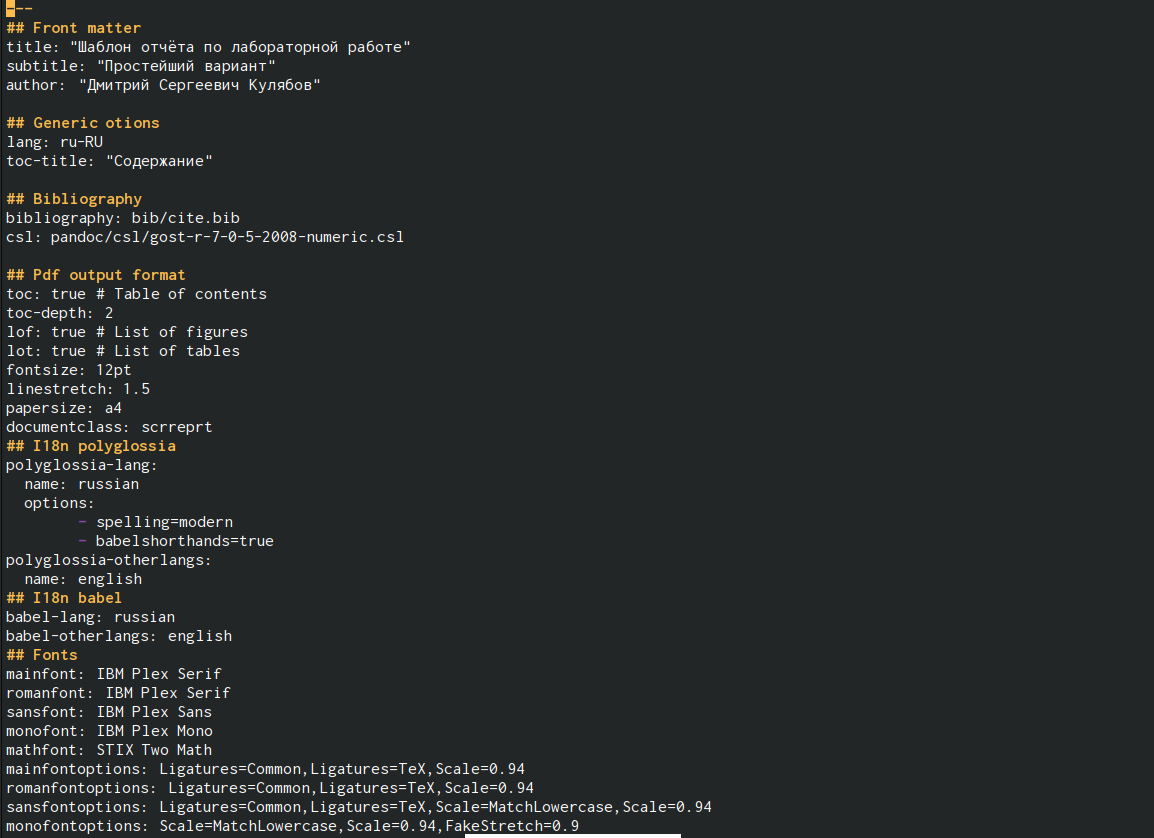 ---
## Front matter
title: "Шаблон отчёта по лабораторной работе"
subtitle: "Простейший вариант"
author: "Дмитрий Сергеевич Кулябов"
## Generic otions
lang: ru-RU
toc-title: "Содержание"
## Bibliography
bibliography: bib/cite.bib
csl: pandoc/csl/gost-r-7-0-5-2008-numeric.csl
## Pdf output format
toc: true # Table of contents
toc-depth: 2
lof: true # List of figures
lot: true # List of tables
fontsize: 12pt
linestretch: 1.5
papersize: a4
documentclass: scrreprt
## I18n polyglossia
polyglossia-lang:
  name: russian
  options:
        - spelling=modern
        - babelshorthands=true
polyglossia-otherlangs:
  name: english
## I18n babel
babel-lang: russian
babel-otherlangs: english
## Fonts
mainfont: IBM Plex Serif
romanfont: IBM Plex Serif
sansfont: IBM Plex Sans
monofont: IBM Plex Mono
mathfont: STIX Two Math
mainfontoptions: Ligatures=Common,Ligatures=TeX,Scale=0.94
romanfontoptions: Ligatures=Common,Ligatures=TeX,Scale=0.94
sansfontoptions: Ligatures=Common,Ligatures=TeX,Scale=MatchLowercase,Scale=0.94
monofontoptions: Scale=MatchLowercase,Scale=0.94,FakeStretch=0.9